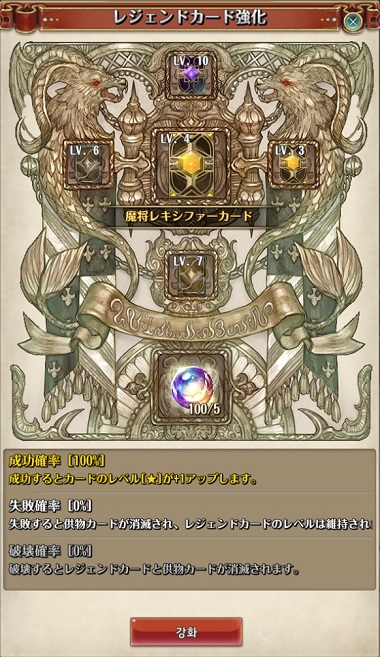 レジェンドカード強化
LV. 10
LV. 6
LV. 4
LV. 3
魔将レキシファーカード
LV. 7
100/5
成功確率 [100%]
成功するとカードのレベル[★]が+1アップします。
失敗確率 [0%]
失敗すると供物カードが消滅され、レジェンドカードのレベルは維持され
破壊確率 [0%]
破壊するとレジェンドカードと供物カードが消滅されます。
강화